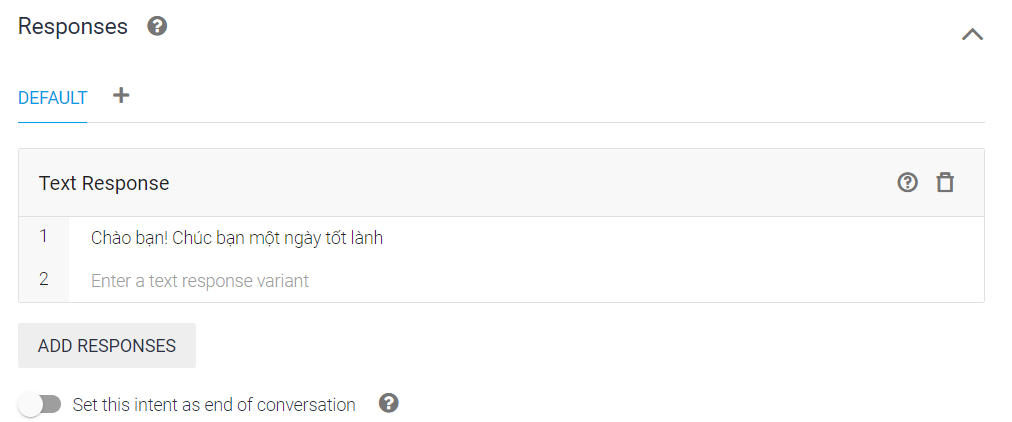 Responses
DEFAULT
Text Response
1 Chào bạn! Chúc bạn một ngày tốt lành
2 Enter a text response variant
ADD RESPONSES
Set this intent as end of conversation